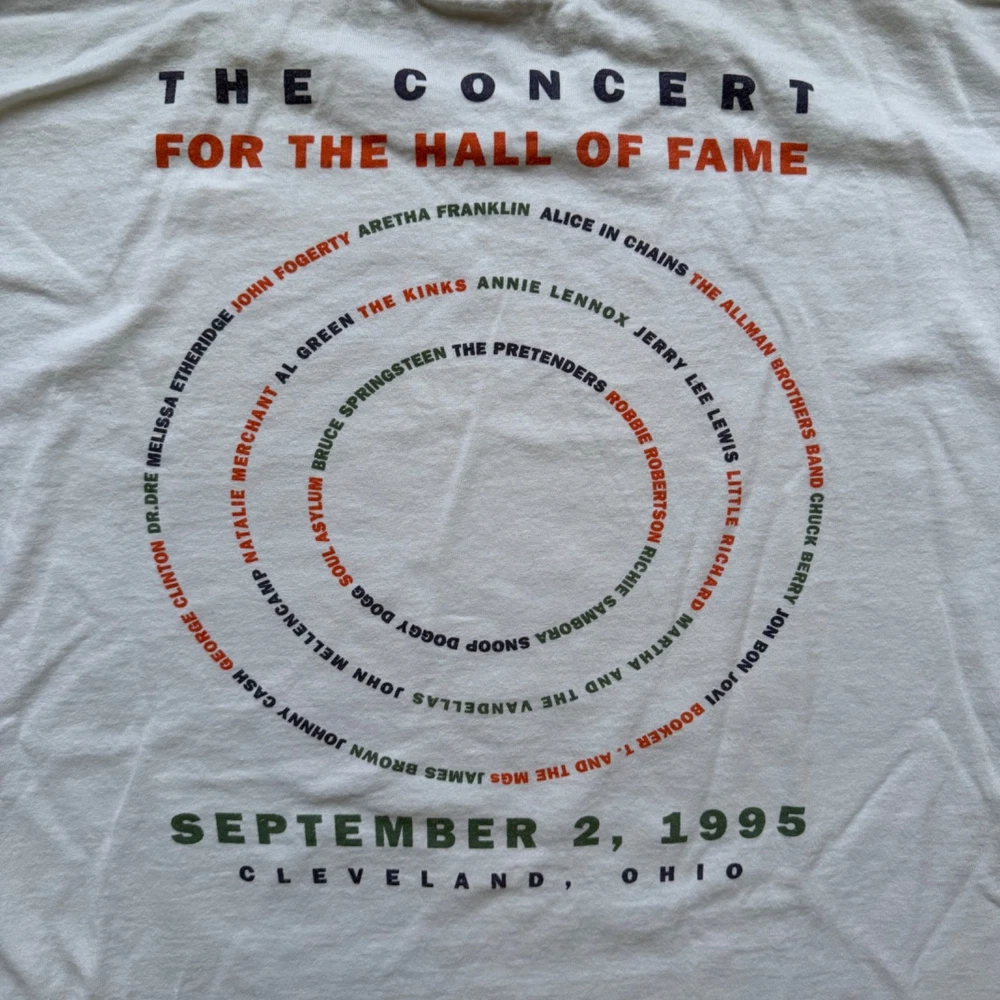 THE CONCERT
FOR THE HALL OF FAME
ARETHA FRANKLIN ALICE IN CHAINS THE ALLMAN BROTHERS BAND CHUCK BERRY JON BON JOVI BOOKER T. AND THE MGs JAMES BROWN JOHNNY CASH GEORGE CLINTON DR.DRE MELISSA ETHERIDGE JOHN FOGERTY
AL GREEN THE KINKS ANNIE LENNOX JERRY LEE LEWIS LITTLE RICHARD MARTHA AND THE VANDELLAS JOHN MELLENCAMP NATALIE MERCHANT
THE PRETENDERS ROBBIE ROBERTSON RICHIE SAMBORA SNOOP DOGGY DOGG SOUL ASYLUM BRUCE SPRINGSTEEN
SEPTEMBER 2, 1995
CLEVELAND, OHIO